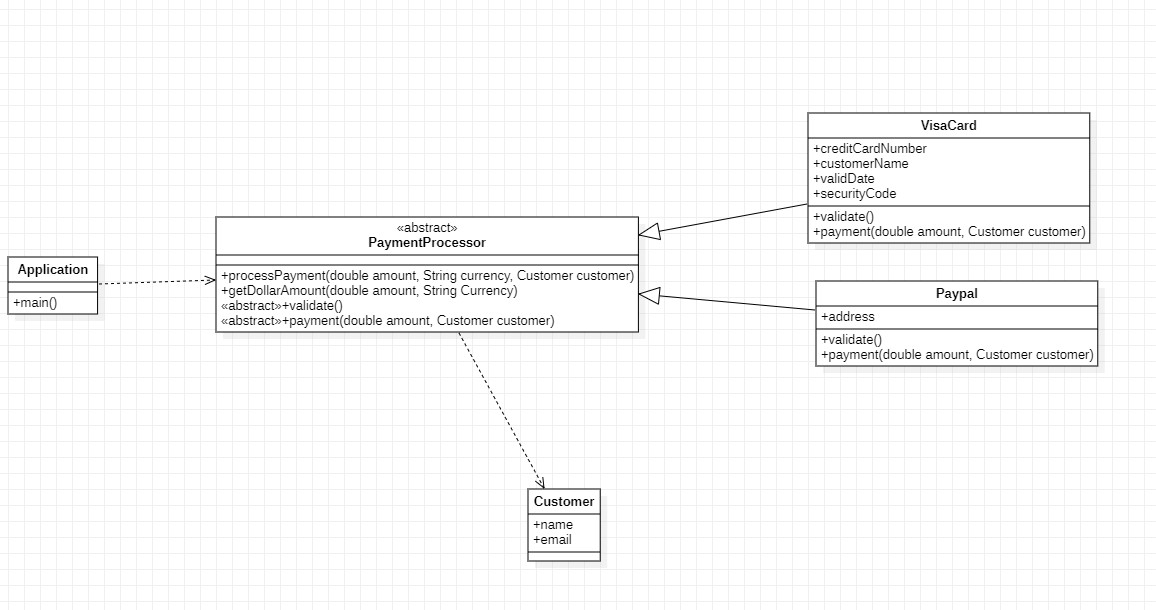 Application
+main()
«abstract»
PaymentProcessor
+processPayment(double amount, String currency, Customer customer)
+getDollarAmount(double amount, String Currency)
«abstract»+validate()
«abstract»+payment(double amount, Customer customer)
VisaCard
+creditCardNumber
+customerName
+validDate
+securityCode
+validate()
+payment(double amount, Customer customer)
Paypal
+address
+validate()
+payment(double amount, Customer customer)
Customer
+name
+email